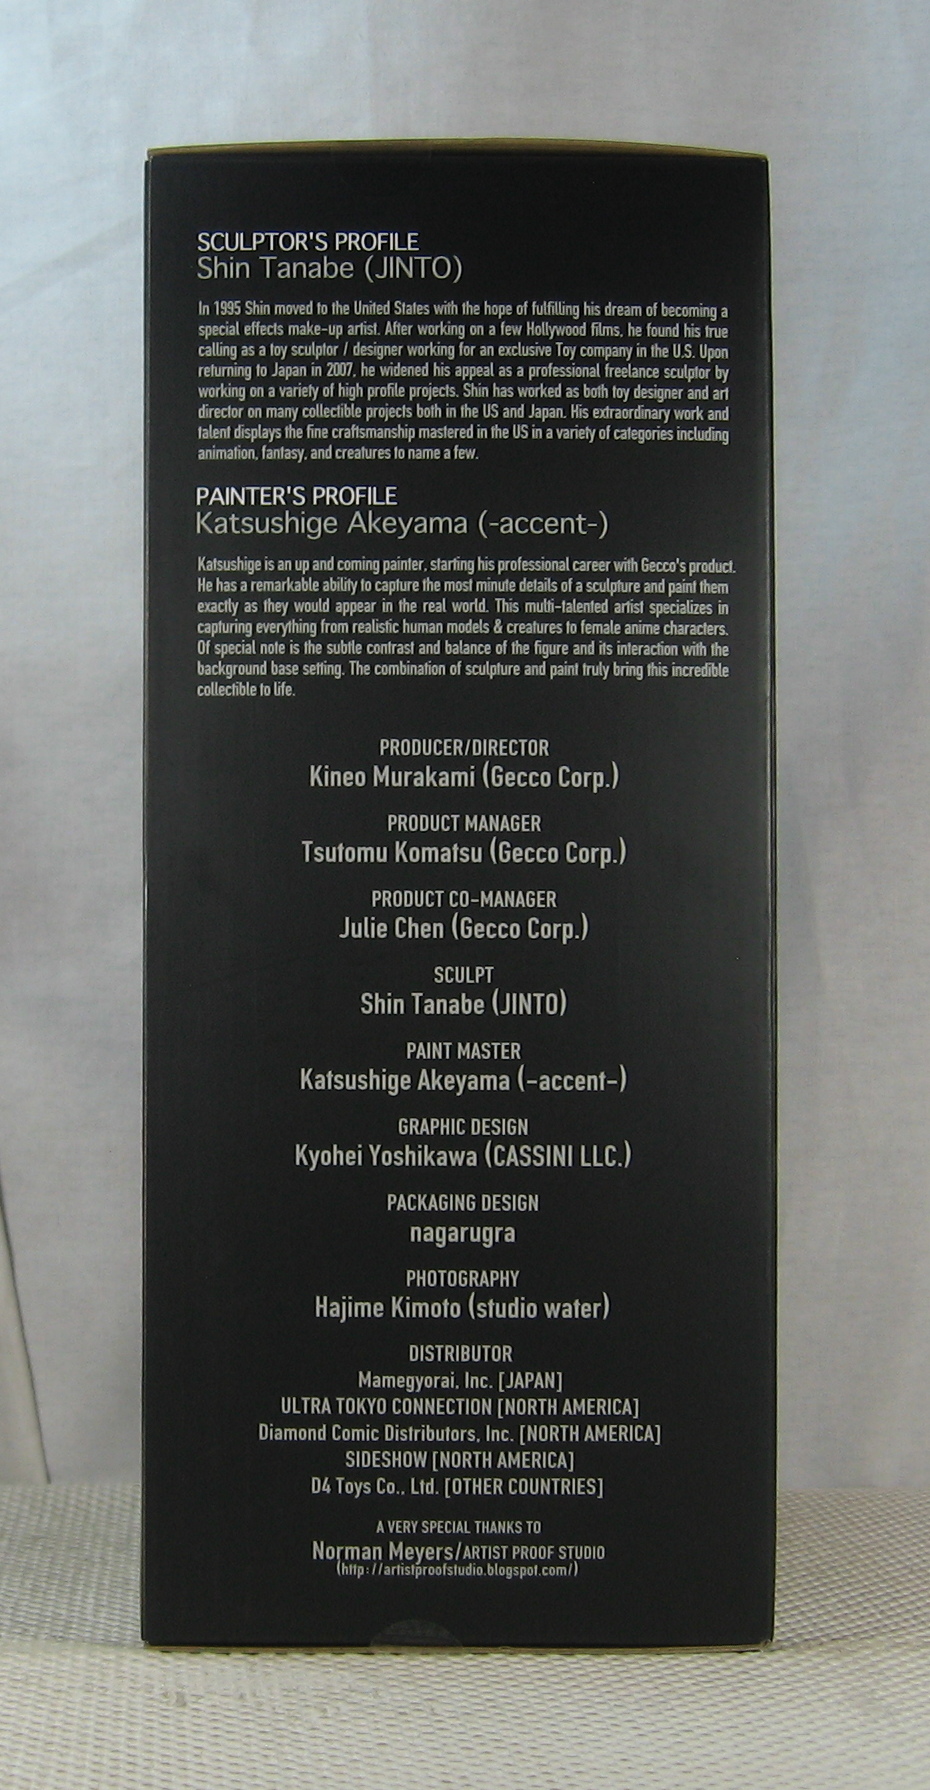 SCULPTOR'S PROFILE
Shin Tanabe (JINTO)
In 1995 Shin moved to the United States with the hope of fulfilling his dream of becoming a
special effects make-up artist. After working on a few Hollywood films, he found his true
calling as a toy sculptor / designer working for an exclusive Toy company in the U.S. Upon
returning to Japan in 2007, he widened his appeal as a professional freelance sculptor by
working on a variety of high profile projects. Shin has worked as both toy designer and art
director on many collectible projects both in the US and Japan. His extraordinary work and
talent displays the fine craftsmanship mastered in the US in a variety of categories including
animation, fantasy, and creatures to name a few.
PAINTER'S PROFILE
Katsushige Akeyama (-accent-)
Katsushige is an up and coming painter, starting his professional career with Gecco's product.
He has a remarkable ability to capture the most minute details of a sculpture and paint them
exactly as they would appear in the real world. This multi-talented artist specializes in
capturing everything from realistic human models & creatures to female anime characters.
Of special note is the subtle contrast and balance of the figure and its interaction with the
background base setting. The combination of sculpture and paint truly bring this incredible
collectible to life.
PRODUCER/DIRECTOR
Kineo Murakami (Gecco Corp.)
PRODUCT MANAGER
Tsutomu Komatsu (Gecco Corp.)
PRODUCT CO-MANAGER
Julie Chen (Gecco Corp.)
SCULPT
Shin Tanabe (JINTO)
PAINT MASTER
Katsushige Akeyama (-accent-)
GRAPHIC DESIGN
Kyohei Yoshikawa (CASSINI LLC.)
PACKAGING DESIGN
nagarugra
PHOTOGRAPHY
Hajime Kimoto (studio water)
DISTRIBUTOR
Mamegyorai, Inc. [JAPAN]
ULTRA TOKYO CONNECTION [NORTH AMERICA]
Diamond Comic Distributors, Inc. [NORTH AMERICA]
SIDESHOW [NORTH AMERICA]
D4 Toys Co., Ltd. [OTHER COUNTRIES]
A VERY SPECIAL THANKS TO
Norman Meyers/ARTIST PROOF STUDIO
(http://artistproofstudio.blogspot.com/)